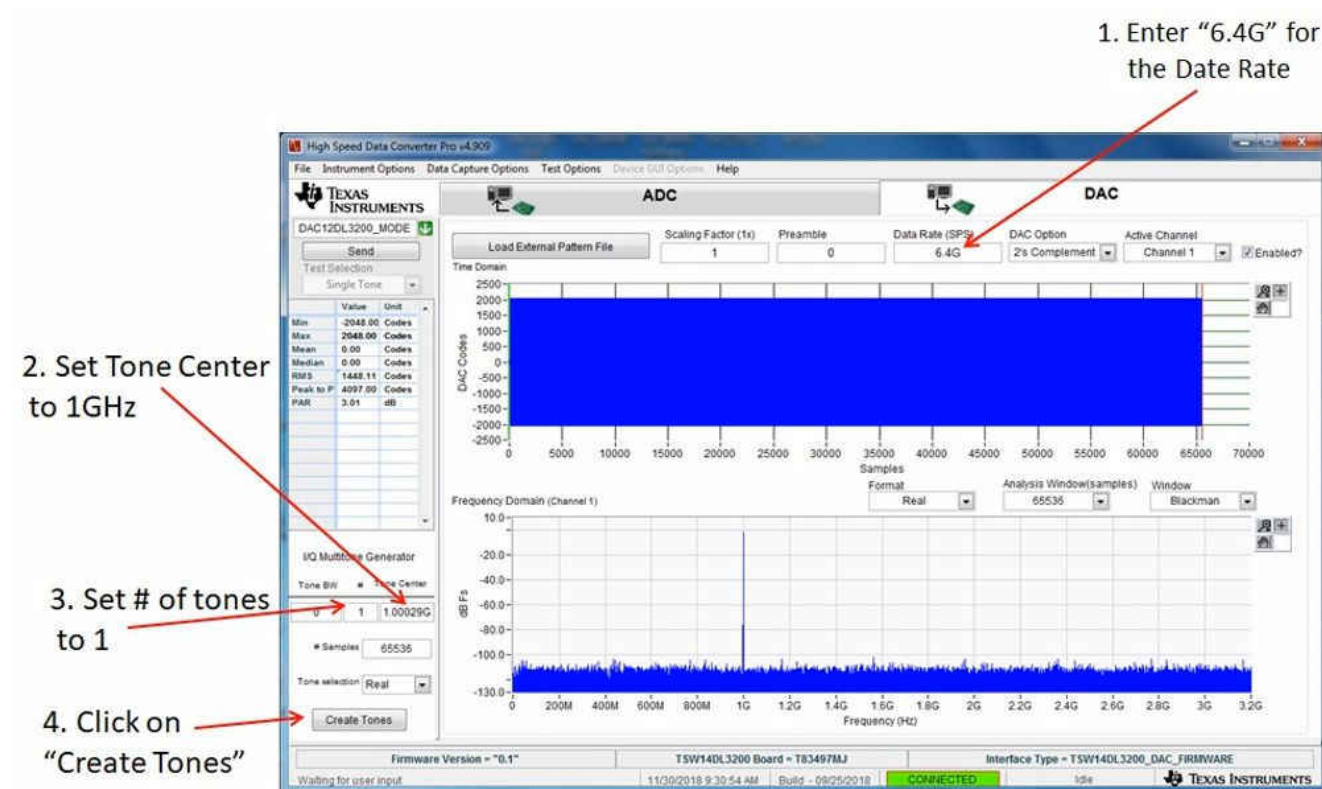 1. Enter “6.4G” for
the Date Rate
High Speed Data Converter Pro v4.909
File Instrument Options Data Capture Options Test Options Device GUI Options Help
TEXAS
INSTRUMENTS
ADC
DAC
DAC12DL3200_MODE
Send
Test Selection
Single Tone
Load External Pattern File
Scaling Factor (1x)
1
Preamble
0
Data Rate (SPS)
6.4G
DAC Option
2's Complement
Active Channel
Channel 1
Enabled?
Value Unit
Min -2048.00 Codes
Max 2048.00 Codes
Mean 0.00 Codes
Median 0.00 Codes
RMS 1448.11 Codes
Peak to P 4097.00 Codes
PAR 3.01 dB
Time Domain
DAC Codes
2500
2000
1500
1000
500
0
-500
-1000
-1500
-2000
-2500
0 5000 10000 15000 20000 25000 30000 35000 40000 45000 50000 55000 60000 65000 70000
Samples
2. Set Tone Center
to 1GHz
Format
Real
Analysis Window(samples)
65536
Window
Blackman
Frequency Domain (Channel 1)
dB Fs
10.0
-20.0
-40.0
-60.0
-80.0
-100.0
-130.0
0 200M 400M 600M 800M 1G 1.2G 1.4G 1.6G 1.8G 2G 2.2G 2.4G 2.6G 2.8G 3G 3.2G
Frequency (Hz)
I/Q Multitone Generator
Tone BW # Tone Center
0 1 1.00029G
3. Set # of tones
to 1
# Samples 65536
Tone selection Real
4. Click on
“Create Tones”
Create Tones
Firmware Version = "0.1"
TSW14DL3200 Board = T83497MJ
Interface Type = TSW14DL3200_DAC_FIRMWARE
Waiting for user input
11/30/2018 9:30:54 AM
Build - 09/25/2018
CONNECTED
Idle
TEXAS INSTRUMENTS